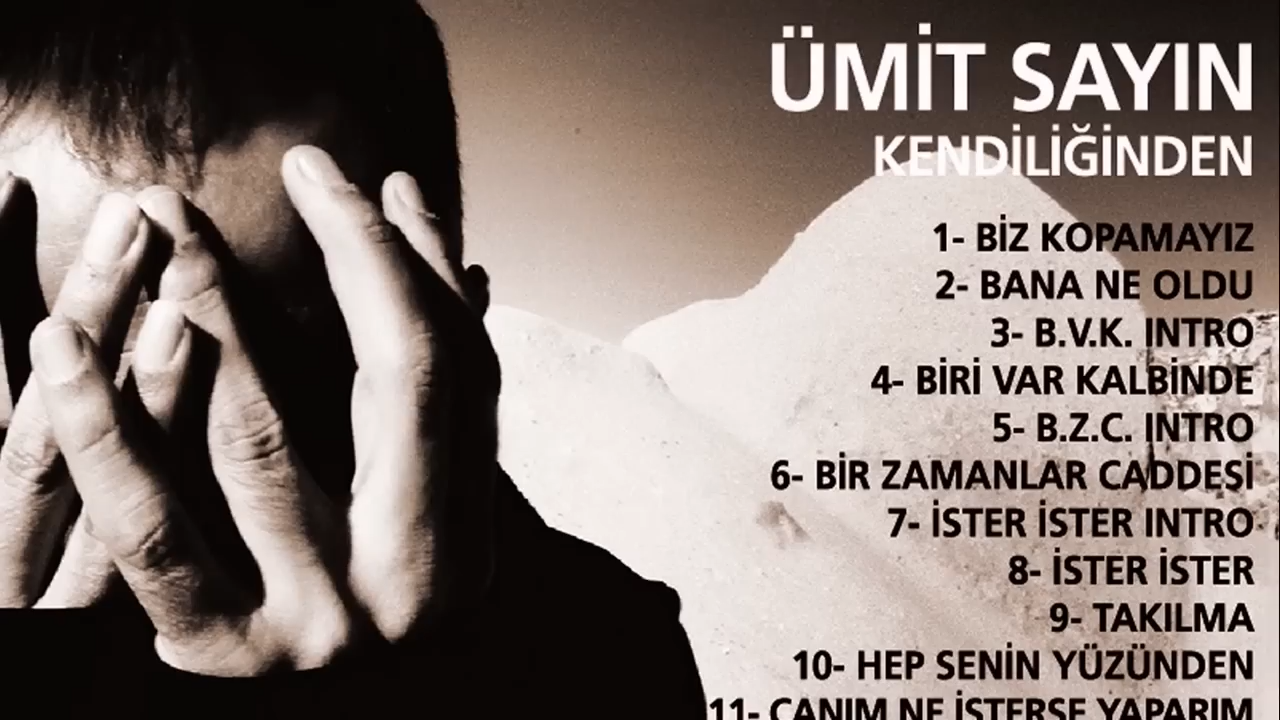 ÜMİT SAYIN
KENDİLİĞİNDEN
1- BİZ KOPAMAYIZ
2- BANA NE OLDU
3- B.V.K. INTRO
4- BİRİ VAR KALBİNDE
5- B.Z.C. INTRO
6- BİR ZAMANLAR CADDESİ
7- İSTER İSTER INTRO
8- İSTER İSTER
9- TAKILMA
10- HEP SENİN YÜZÜNDEN
11- CANIM NE İSTERSE YAPARIM